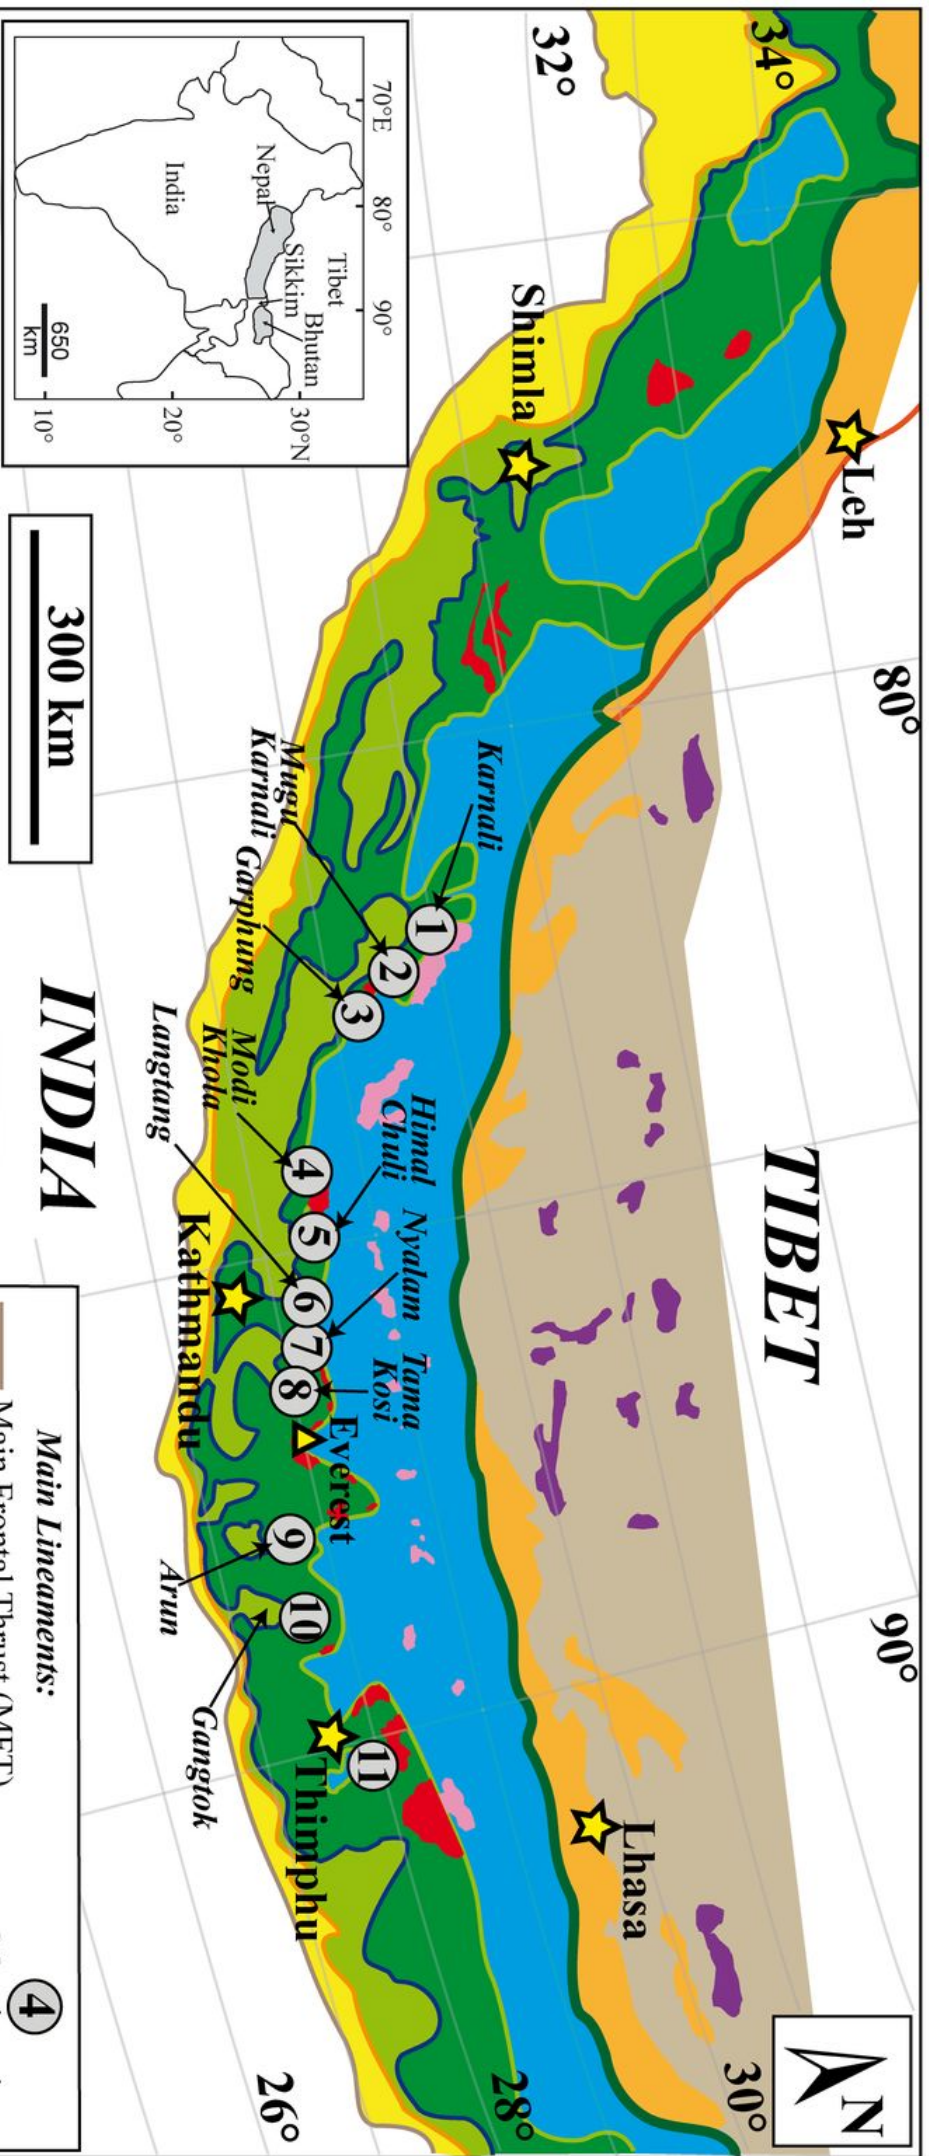 34°
32°
Leh
Shimla
80°
90°
TIBET
Lhasa
N
30°
28°
26°
Karnali
Mugu
Karnali
Garphung
Himal
Chuli
Nyalam
Tama
Kosi
Everest
Modi
Khola
Langtang
Kathmandu
Arun
Gangtok
Thimphu
1
2
3
4
5
6
7
8
9
10
11
INDIA
300 km
70°E
80°
90°
30°N
20°
10°
Tibet
Nepal
Sikkim
Bhutan
India
650
km
Main Lineaments:
Main Frontal Thrust (MFT)
4